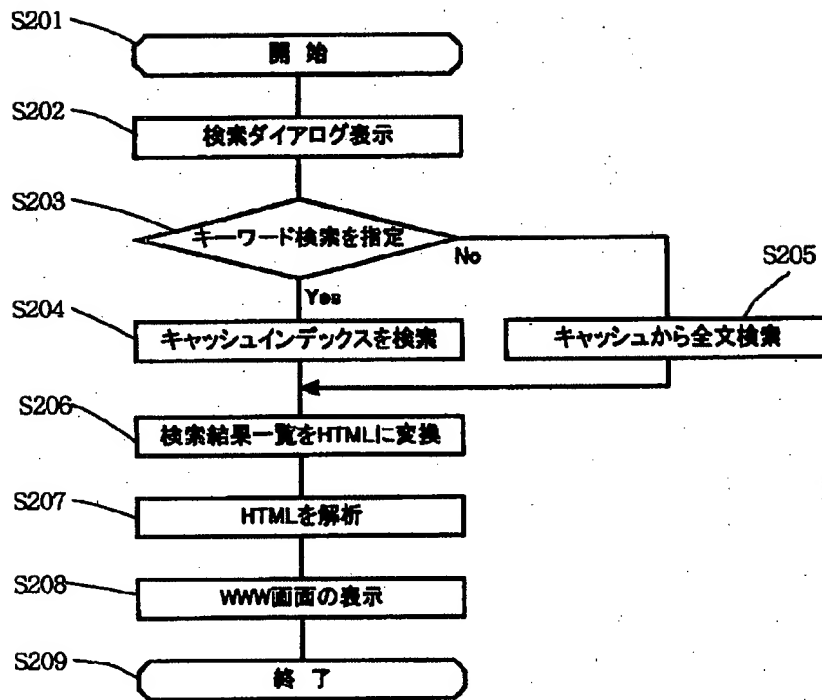 S201
開 始
S202
検索ダイアログ表示
S203
キーワード検索を指定
No
S205
Yes
S204
キャッシュインデックスを検索
キャッシュから全文検索
S206
検索結果一覧をHTMLに変換
S207
HTMLを解析
S208
WWW画面の表示
S209
終 了